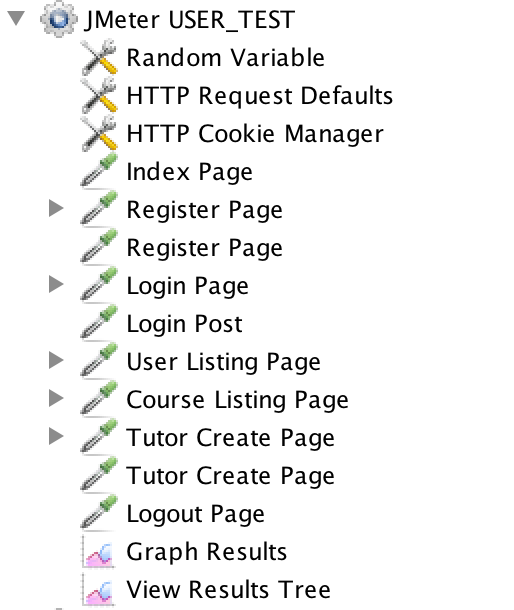 JMeter USER_TEST
Random Variable
HTTP Request Defaults
HTTP Cookie Manager
Index Page
Register Page
Register Page
Login Page
Login Post
User Listing Page
Course Listing Page
Tutor Create Page
Tutor Create Page
Logout Page
Graph Results
View Results Tree